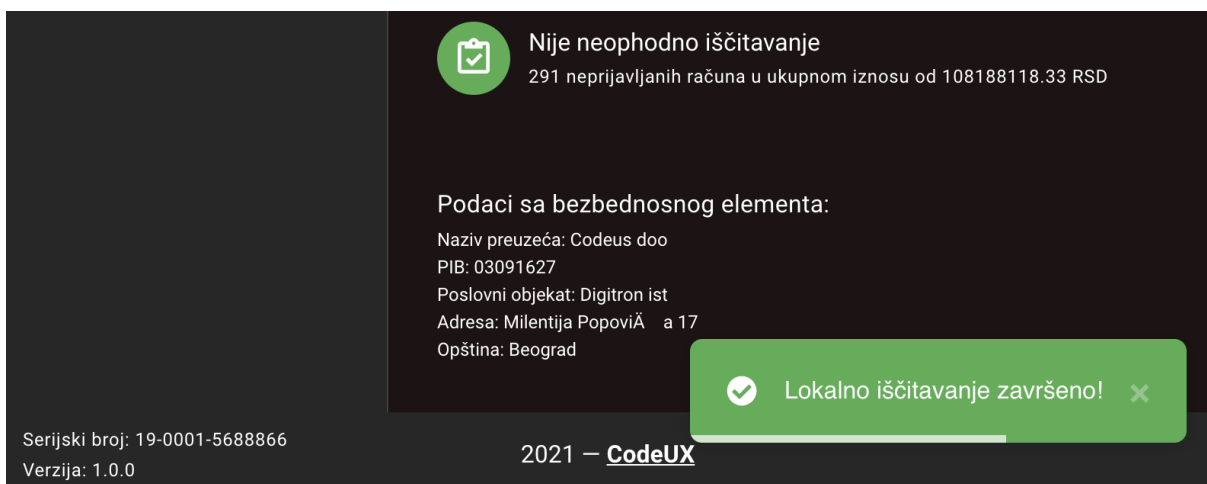 Nije neophodno iščitavanje
291 neprijavljanih računa u ukupnom iznosu od 108188118.33 RSD
Podaci sa bezbednosnog elementa:
Naziv preuzeća: Codeus doo
PIB: 03091627
Poslovni objekat: Digitron ist
Adresa: Milentija PopoviÄ a 17
Opština: Beograd
Lokalno iščitavanje završeno! ×
Serijski broj: 19-0001-5688866
Verzija: 1.0.0
2021 — CodeUX